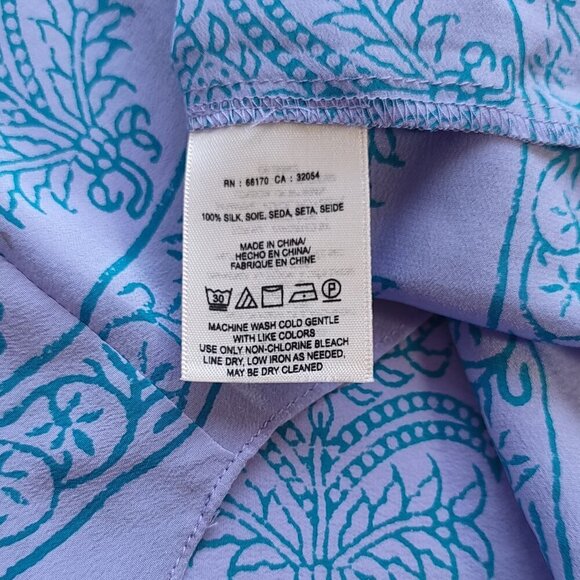 RN : 66170 CA : 32054
100% SILK, SOIE, SEDA, SETA, SEIDE
MADE IN CHINA/
HECHO EN CHINA/
FABRIQUE EN CHINE
30 P
MACHINE WASH COLD GENTLE
WITH LIKE COLORS
USE ONLY NON-CHLORINE BLEACH
LINE DRY, LOW IRON AS NEEDED,
MAY BE DRY CLEANED